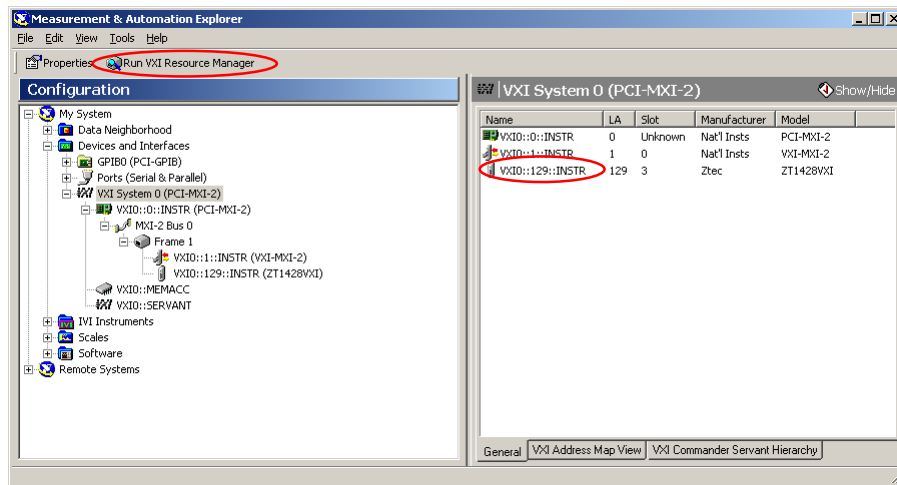 Measurement & Automation Explorer
File Edit View Tools Help
Properties Run VXI Resource Manager
Configuration
My System
Data Neighborhood
Devices and Interfaces
GPIB0 (PCI-GPIB)
Ports (Serial & Parallel)
VXI System 0 (PCI-MXI-2)
VXI0::0::INSTR (PCI-MXI-2)
MXI-2 Bus 0
Frame 1
VXI0::1::INSTR (VXI-MXI-2)
VXI0::129::INSTR (ZT1428VXI)
VXI0::MEMACC
VXI0::SERVANT
IVI Instruments
Scales
Software
Remote Systems
VXI System 0 (PCI-MXI-2) Show/Hide
Name LA Slot Manufacturer Model
VXI0::0::INSTR 0 Unknown Nat'l Insts PCI-MXI-2
VXI0::1::INSTR 1 0 Nat'l Insts VXI-MXI-2
VXI0::129::INSTR 129 3 Ztec ZT1428VXI
General VXI Address Map View VXI Commander Servant Hierarchy